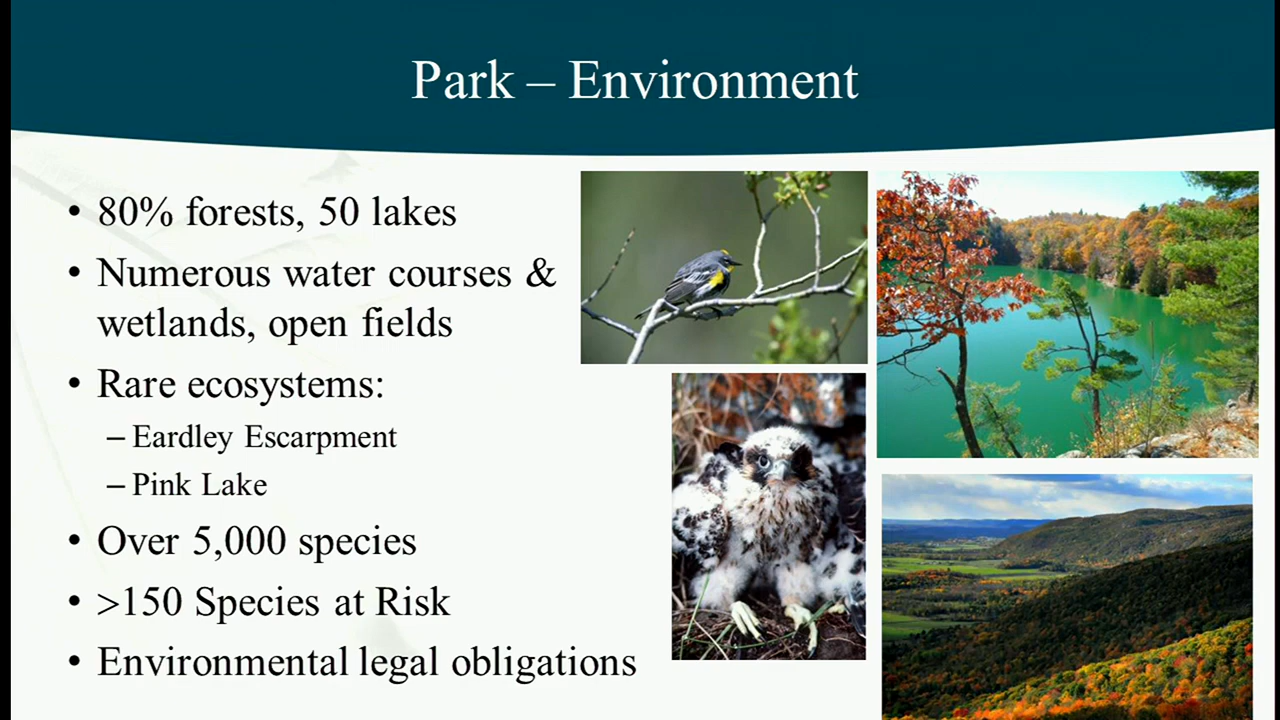 Park – Environment
• 80% forests, 50 lakes
• Numerous water courses &
wetlands, open fields
• Rare ecosystems:
– Eardley Escarpment
– Pink Lake
• Over 5,000 species
• >150 Species at Risk
• Environmental legal obligations